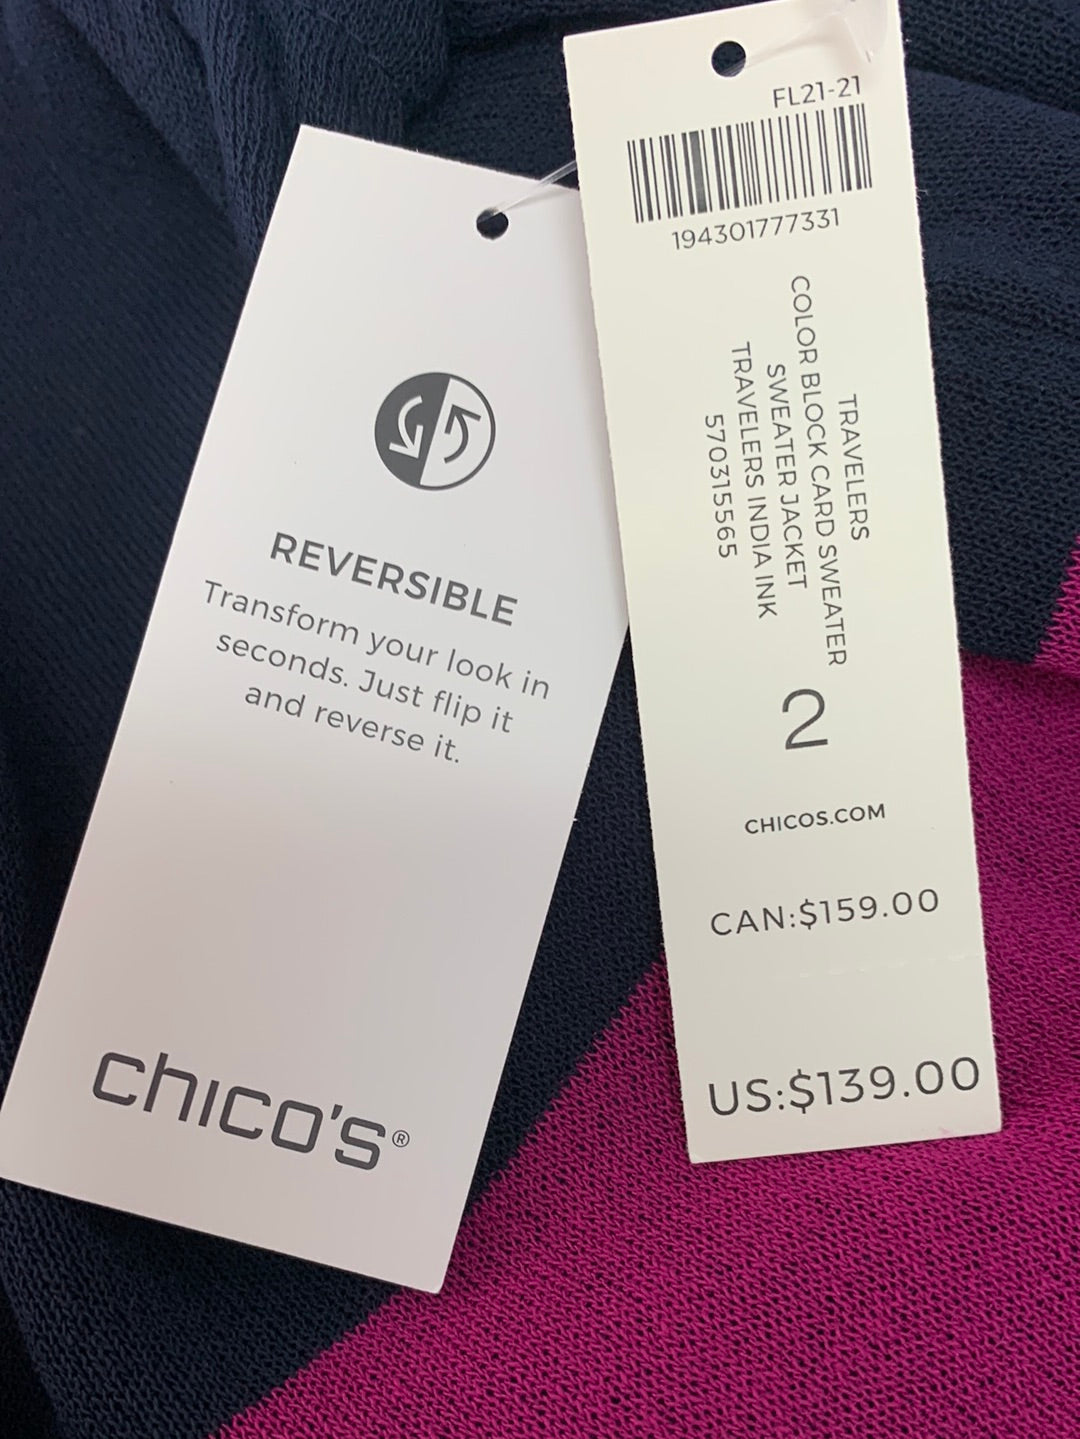 REVERSIBLE
Transform your look in
seconds. Just flip it
and reverse it.
chico's®
FL21-21
194301777331
TRAVELERS
COLOR BLOCK CARD SWEATER
SWEATER JACKET
TRAVELERS INDIA INK
570315565
2
CHICOS.COM
CAN:$159.00
US:$139.00